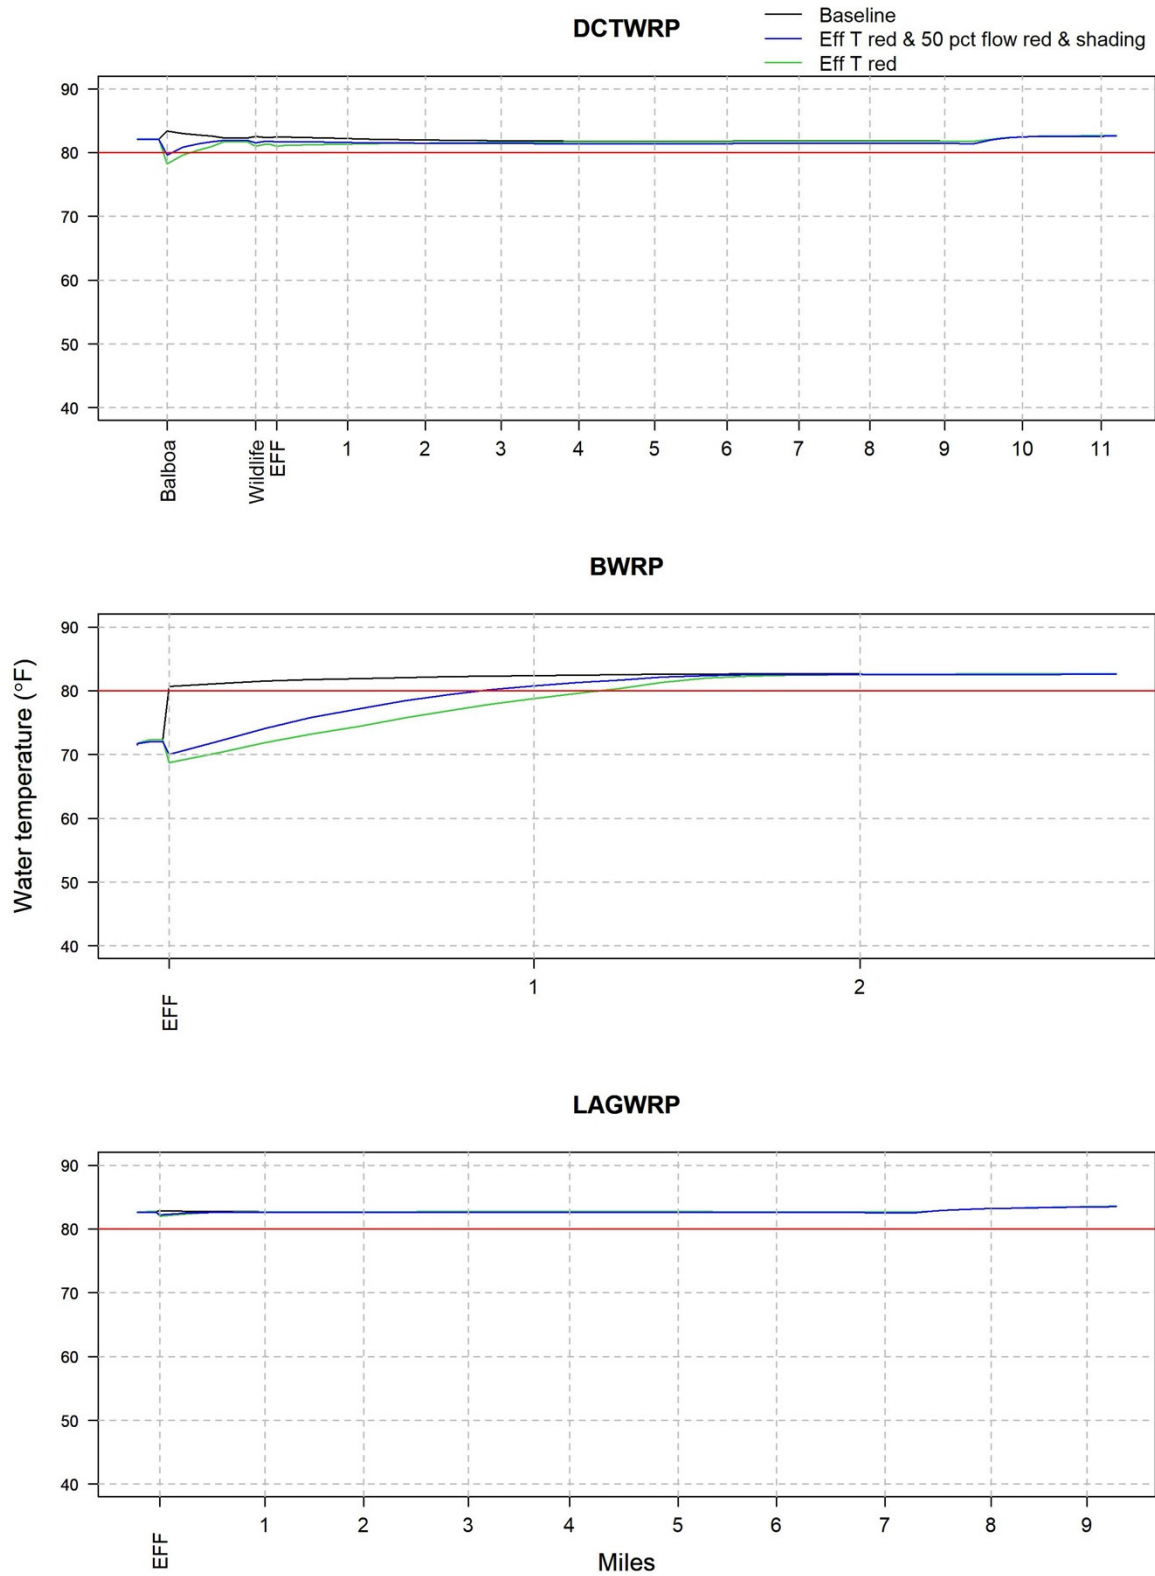 DCTWRP
Baseline
Eff T red & 50 pct flow red & shading
Eff T red
90
80
70
60
50
40
Balboa Wildlife EFF 1 2 3 4 5 6 7 8 9 10 11
BWRP
Water temperature (°F)
90
80
70
60
50
40
EFF 1 2
LAGWRP
90
80
70
60
50
40
EFF 1 2 3 4 5 6 7 8 9
Miles